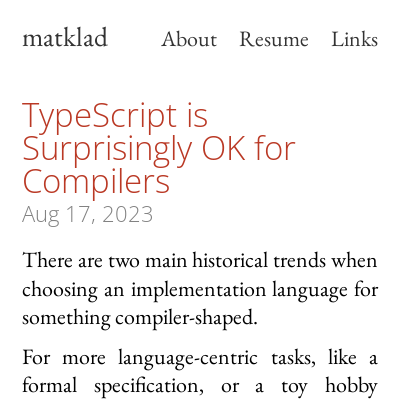 matklad About Resume Links
TypeScript is
Surprisingly OK for
Compilers
Aug 17, 2023
There are two main historical trends when
choosing an implementation language for
something compiler-shaped.
For more language-centric tasks, like a
formal specification, or a toy hobby